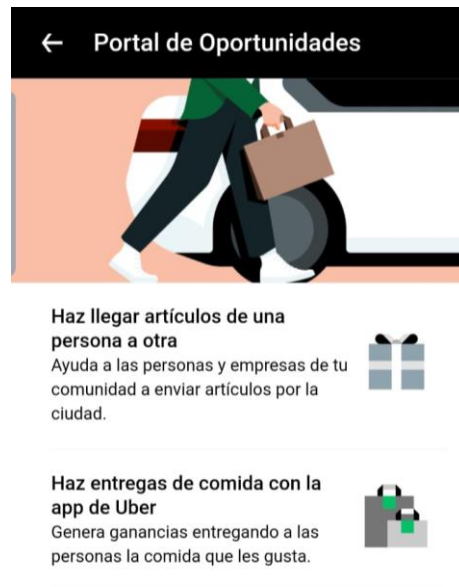 Portal de Oportunidades
Haz llegar artículos de una
persona a otra
Ayuda a las personas y empresas de tu
comunidad a enviar artículos por la
ciudad.
Haz entregas de comida con la
app de Uber
Genera ganancias entregando a las
personas la comida que les gusta.